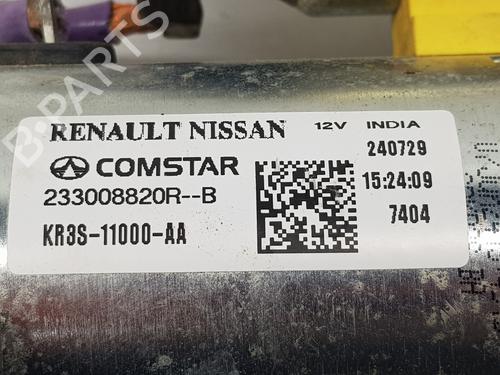 RENAULT NISSAN 12V INDIA
COMSTAR 240729
233008820R--B 15:24:09
KR3S-11000-AA 7404
B-PARTS